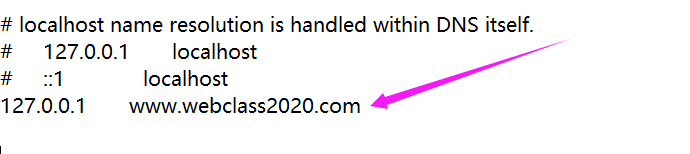 # localhost name resolution is handled within DNS itself.
#	127.0.0.1	localhost
#	::1	localhost
127.0.0.1	www.webclass2020.com